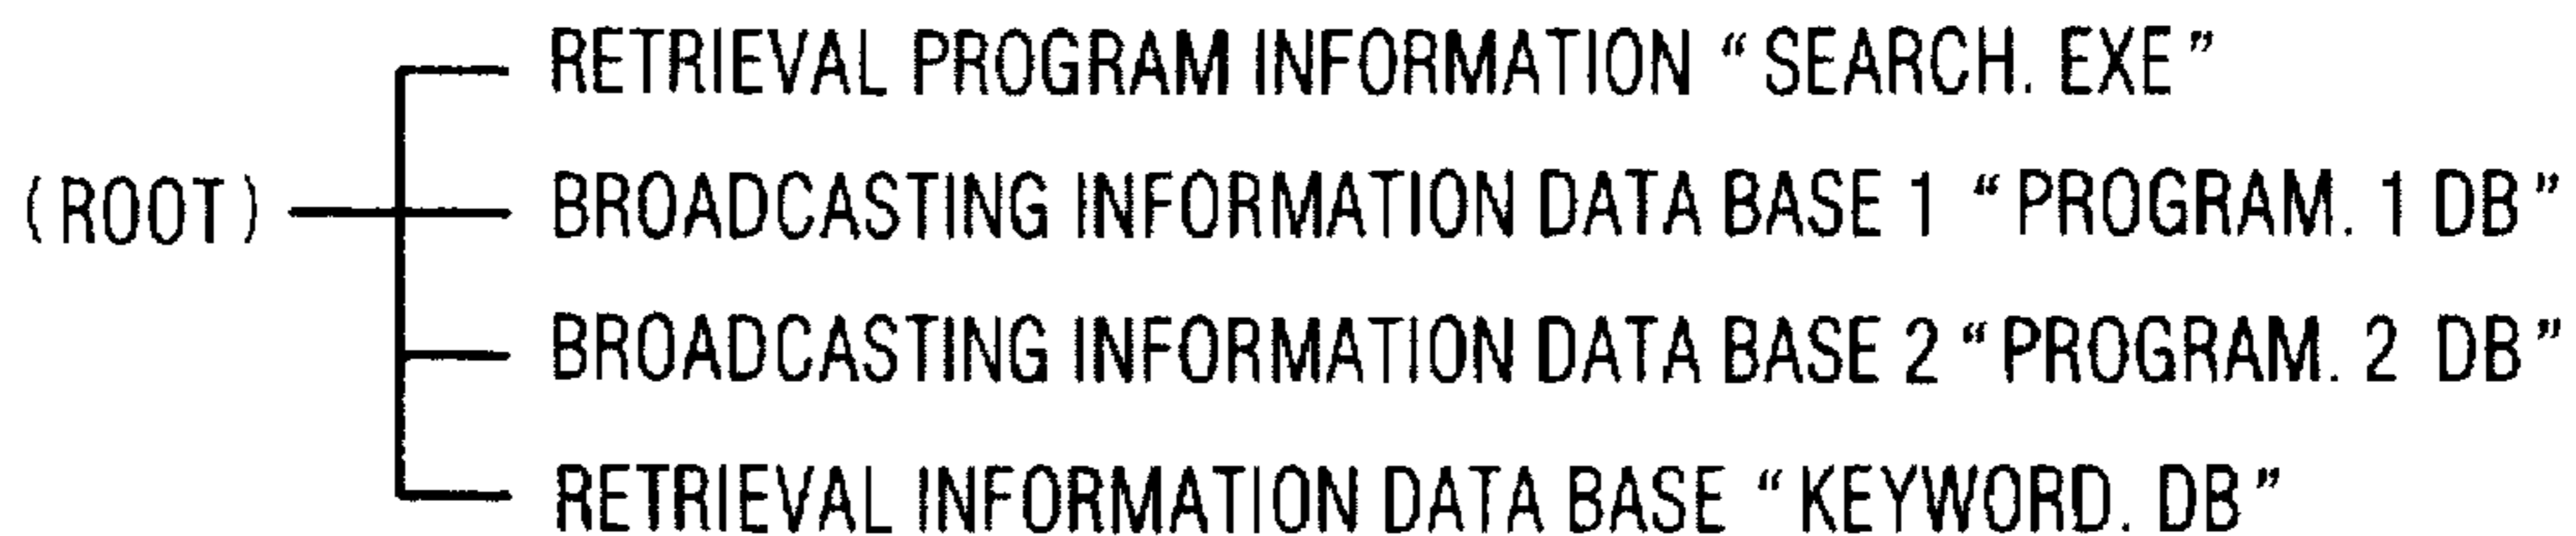 RETRIEVAL PROGRAM INFORMATION “SEARCH. EXE”
(ROOT) BROADCASTING INFORMATION DATA BASE 1 “PROGRAM. 1 DB”
BROADCASTING INFORMATION DATA BASE 2 “PROGRAM. 2 DB”
RETRIEVAL INFORMATION DATA BASE “KEYWORD. DB”